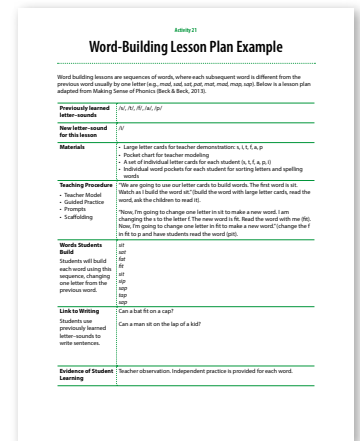 Activity 21
Word-Building Lesson Plan Example
Word building lessons are sequences of words, where each subsequent word is different from the
previous word usually by one letter (e.g., mad, sad, sat, pat, mat, mad, map, sap). Below is a lesson plan
adapted from Making Sense of Phonics (Beck & Beck, 2013).
Previously learned
letter–sounds
/s/, /t/, /f/, /a/, /p/
New letter–sound
for this lesson
/i/
Materials
• Large letter cards for teacher demonstration: s, i, t, f, a, p
• Pocket chart for teacher modeling
• A set of individual letter cards for each student (s, t, f, a, p, i)
• Individual word pockets for each student for sorting letters and spelling
words
Teaching Procedure
• Teacher Model
• Guided Practice
• Prompts
• Scaffolding
"We are going to use our letter cards to build words. The first word is sit.
Watch as I build the word sit." (build the word with large letter cards, read the
word, ask the children to read it).
"Now, I'm going to change one letter in sit to make a new word. I am
changing the s to the letter f. The new word is fit. Read with me (fit).
Now, I'm going to change one letter in fit to make a new word." (change the f
in fit to p and have students read the word (pit).
Words Students
Build
Students will build
each word using this
sequence, changing
one letter from the
previous word.
sit
sat
fat
fit
sit
sip
sap
tap
sap
Link to Writing
Students use
previously learned
letter–sounds to
write sentences.
Can a bat fit on a cap?
Can a man sit on the lap of a kid?
Evidence of Student
Learning
Teacher observation. Independent practice is provided for each word.